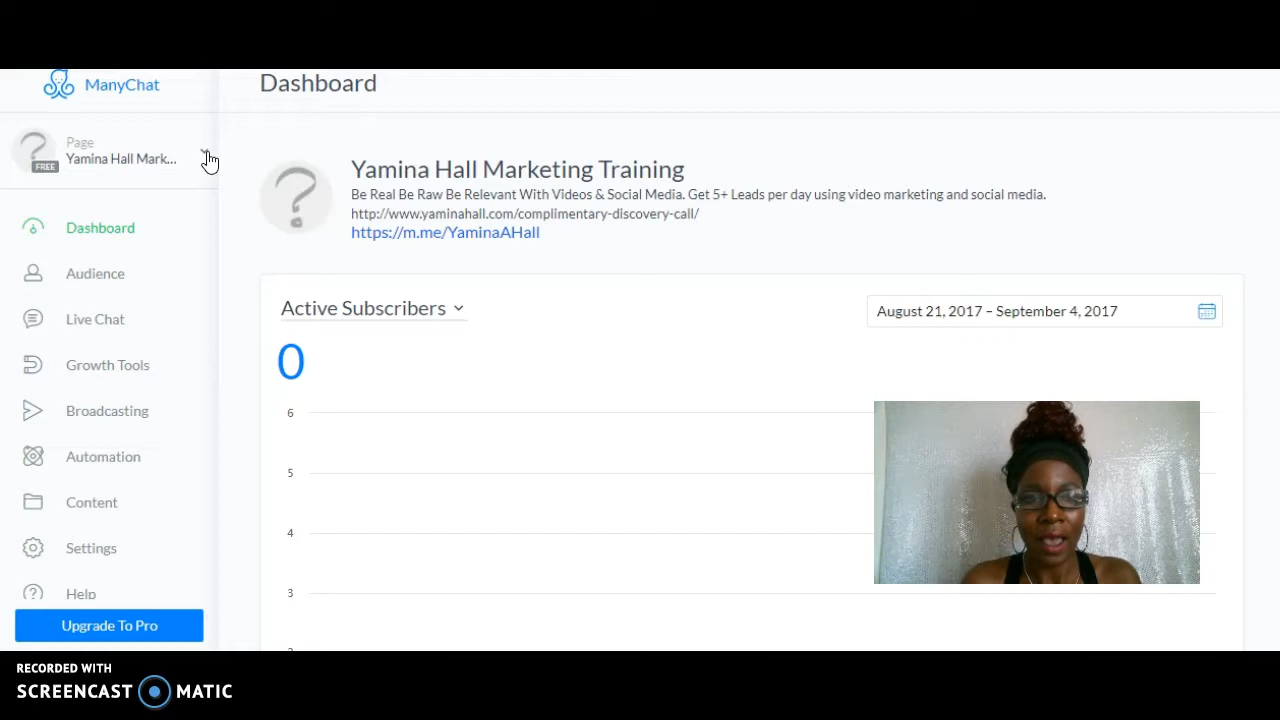 ManyChat
Dashboard
Page
Yamina Hall Mark...
FREE
Yamina Hall Marketing Training
Be Real Be Raw Be Relevant With Videos & Social Media. Get 5+ Leads per day using video marketing and social media.
http://www.yaminahall.com/complimentary-discovery-call/
https://m.me/YaminaAHall
Dashboard
Audience
Live Chat
Growth Tools
Broadcasting
Automation
Content
Settings
Help
Upgrade To Pro
Active Subscribers
August 21, 2017 – September 4, 2017
0
6
5
4
3
RECORDED WITH
SCREENCAST MATIC